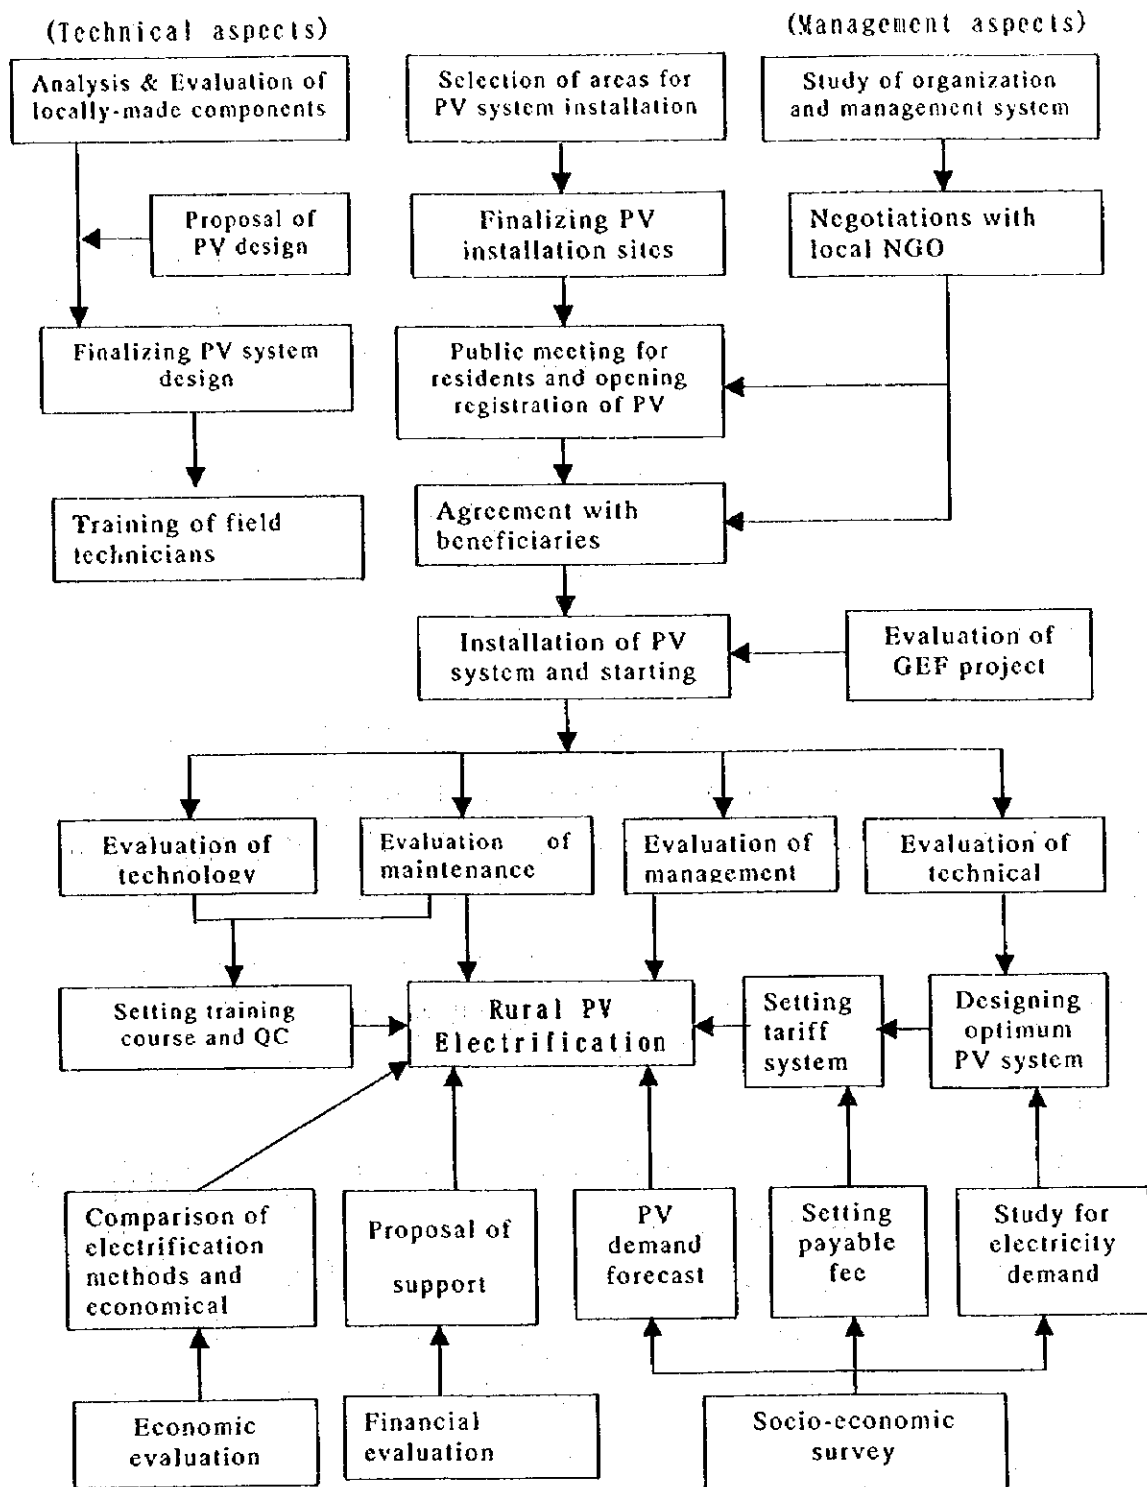 (Technical aspects)
(Management aspects)
Analysis & Evaluation of
locally-made components
Selection of areas for
PV system installation
Study of organization
and management system
Proposal of
PV design
Finalizing PV
installation sites
Negotiations with
local NGO
Finalizing PV system
design
Public meeting for
residents and opening
registration of PV
Training of field
technicians
Agreement with
beneficiaries
Installation of PV
system and starting
Evaluation of
GEF project
Evaluation of
technology
Evaluation of
maintenance
Evaluation of
management
Evaluation of
technical
Setting training
course and QC
Rural PV
Electrification
Setting
tariff
system
Designing
optimum
PV system
Comparison of
electrification
methods and
economical
Proposal of
support
PV
demand
forecast
Setting
payable
fee
Study for
electricity
demand
Economic
evaluation
Financial
evaluation
Socio-economic
survey